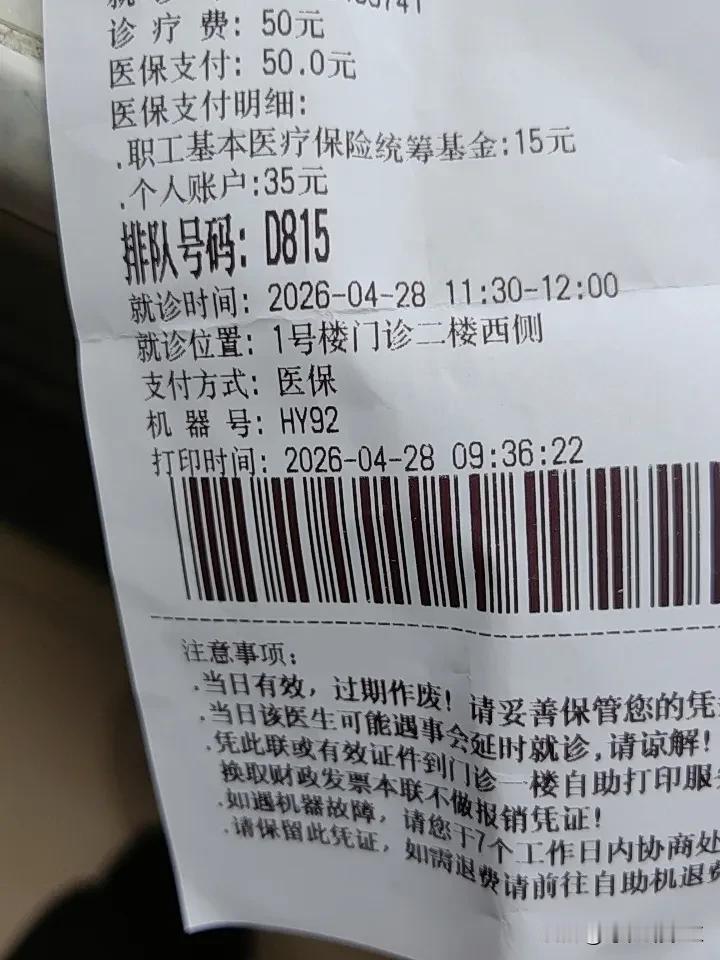 诊 疗 费: 50元
医保支付: 50.0元
医保支付明细:
.职工基本医疗保险统筹基金:15元
.个人账户:35元
排队号码: D815
就诊时间: 2026-04-28 11:30-12:00
就诊位置: 1号楼门诊二楼西侧
支付方式: 医保
机 器 号: HY92
打印时间: 2026-04-28 09:36:22
注意事项:
.当日有效, 过期作废! 请妥善保管您的凭
.当日该医生可能遇事会延时就诊, 请谅解!
.凭此联或有效证件到门诊一楼自助打印服
换取财政发票本联不做报销凭证!
.如遇机器故障, 请您于7个工作日内协商处
.请保留此凭证, 如需退费请前往自助机退费